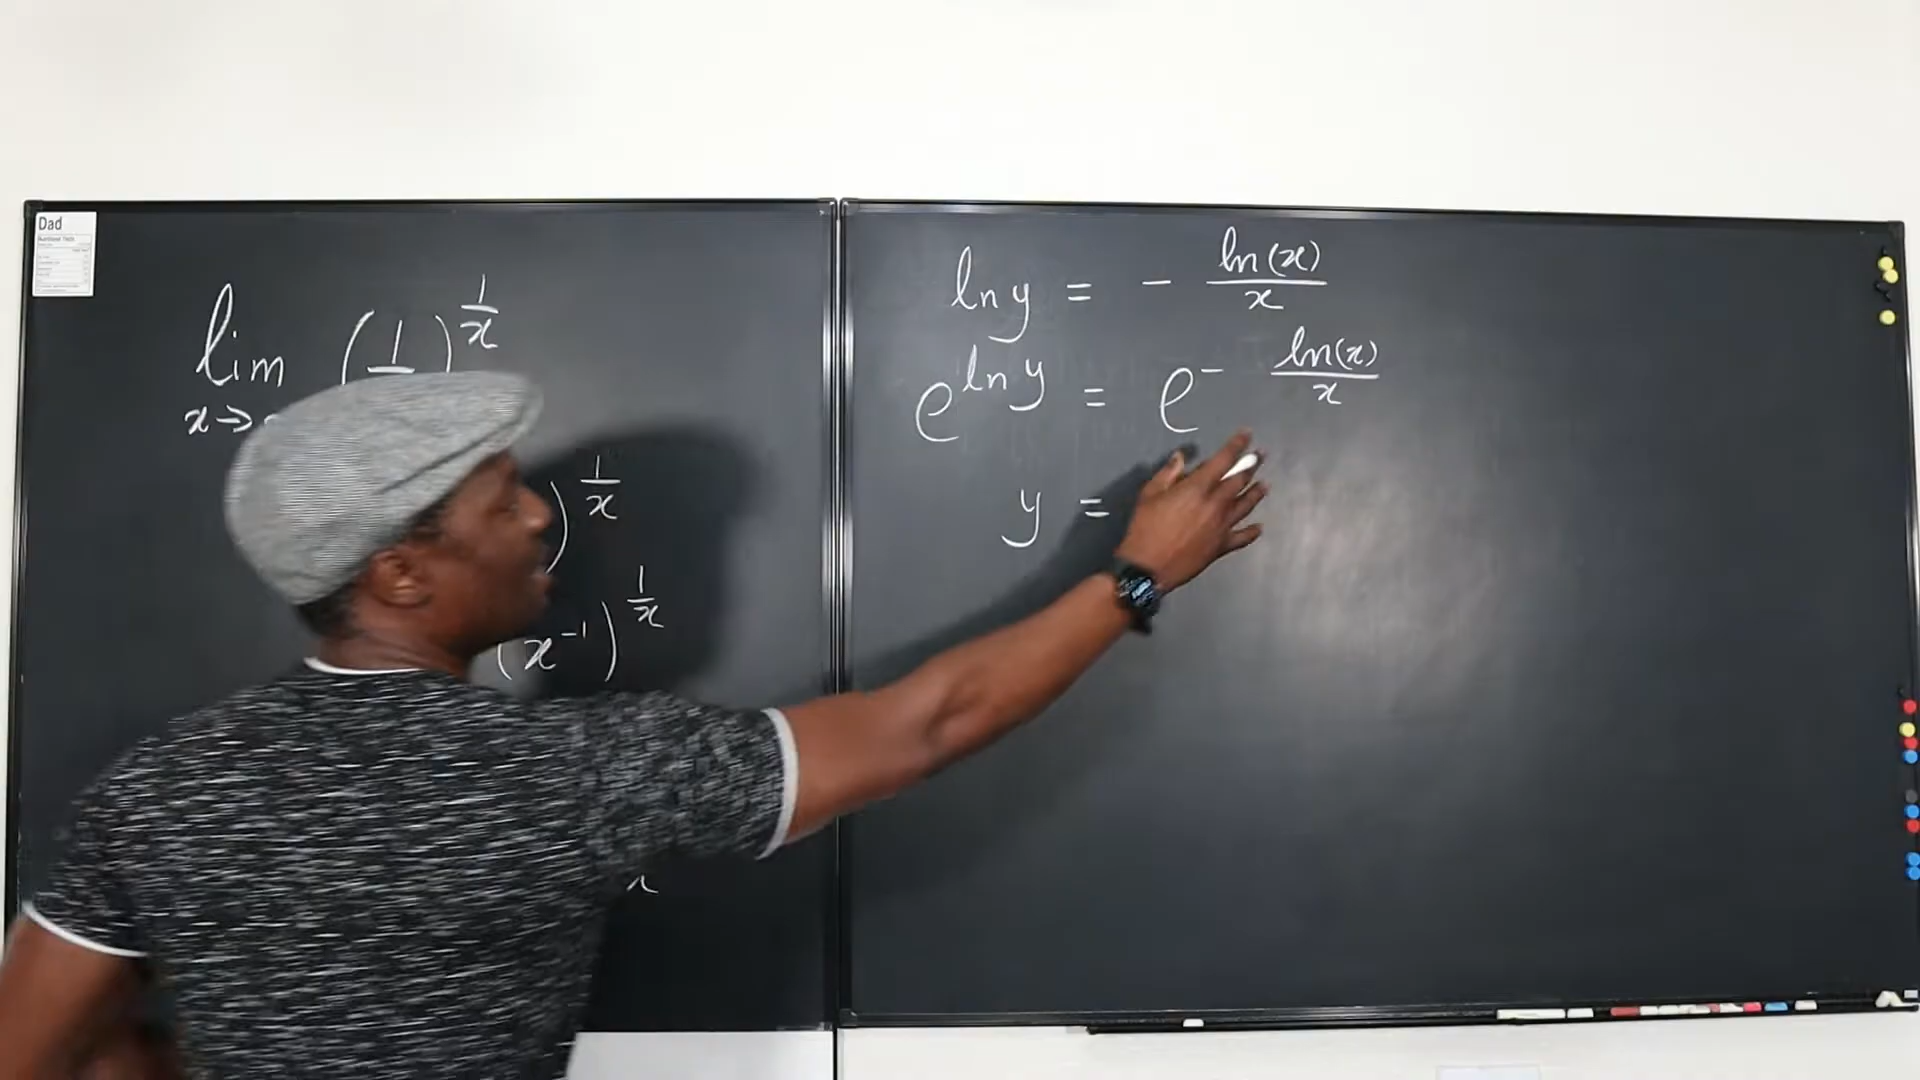 Dad
lim (1)^{1/x}
x→
)^{1/x}
(x^{-1})^{1/x}
x
ln y = - ln(x)/x
e^{ln y} = e^{- ln(x)/x}
y =